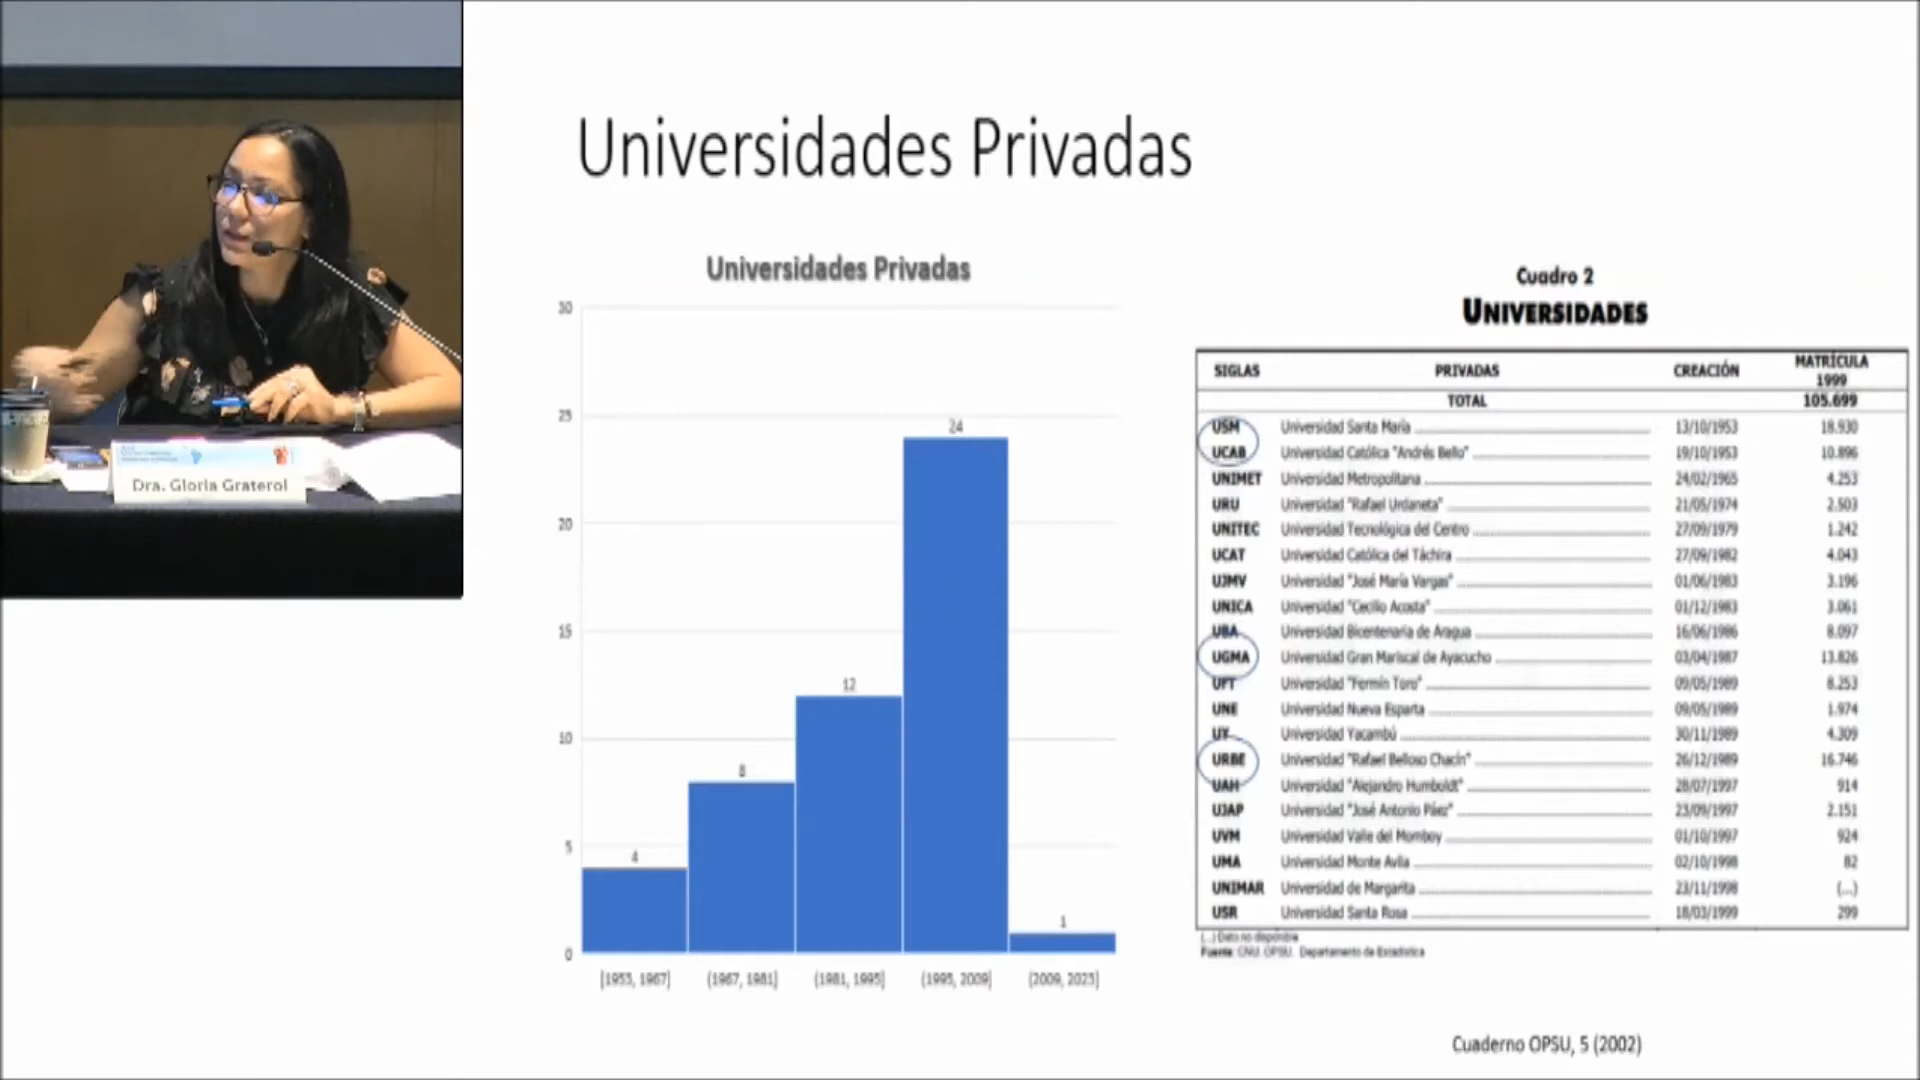 Universidades Privadas
Dra. Gloria Graterol
Universidades Privadas
30
25
20
15
10
5
0
4
8
12
24
1
[1953, 1967]
(1967, 1981]
(1981, 1995]
(1995, 2009]
(2009, 2023]
Cuadro 2
UNIVERSIDADES
SIGLAS PRIVADAS CREACIÓN MATRÍCULA 1999
TOTAL 105.699
USM Universidad Santa María 13/10/1953 18.930
UCAB Universidad Católica "Andrés Bello" 19/10/1953 10.896
UNIMET Universidad Metropolitana 24/02/1965 4.253
URU Universidad "Rafael Urdaneta" 21/05/1974 2.503
UNITEC Universidad Tecnológica del Centro 27/09/1979 1.242
UCAT Universidad Católica del Táchira 27/09/1982 4.043
UJMV Universidad "José María Vargas" 01/06/1983 3.196
UNICA Universidad "Cecilio Acosta" 01/12/1983 3.061
UBA Universidad Bicentenaria de Aragua 16/06/1986 8.097
UGMA Universidad Gran Mariscal de Ayacucho 03/04/1987 13.826
UFT Universidad "Fermín Toro" 09/05/1989 8.253
UNE Universidad Nueva Esparta 09/05/1989 1.974
UY Universidad Yacambú 30/11/1989 4.309
URBE Universidad "Rafael Belloso Chacín" 26/12/1989 16.746
UAH Universidad "Alejandro Humboldt" 28/07/1997 914
UJAP Universidad "José Antonio Páez" 23/09/1997 2.151
UVM Universidad Valle del Momboy 01/10/1997 924
UMA Universidad Monte Avila 02/10/1998 82
UNIMAR Universidad de Margarita 23/11/1998 (...)
USR Universidad Santa Rosa 18/03/1999 299
(...) Dato no disponible
Fuente: CNU. OPSU. Departamento de Estadística
Cuaderno OPSU, 5 (2002)